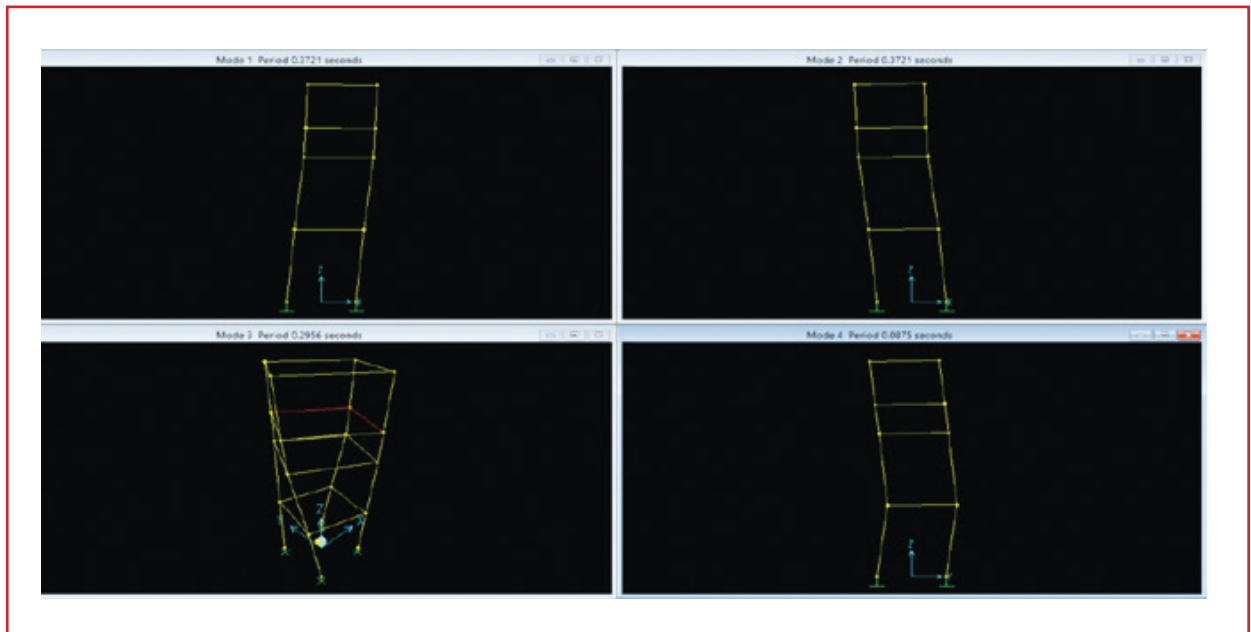 Mode 1 Period 0.3721 seconds
Mode 2 Period 0.3721 seconds
Z
X
Z
Mode 3 Period 0.2956 seconds
Mode 4 Period 0.0875 seconds
Z
Z